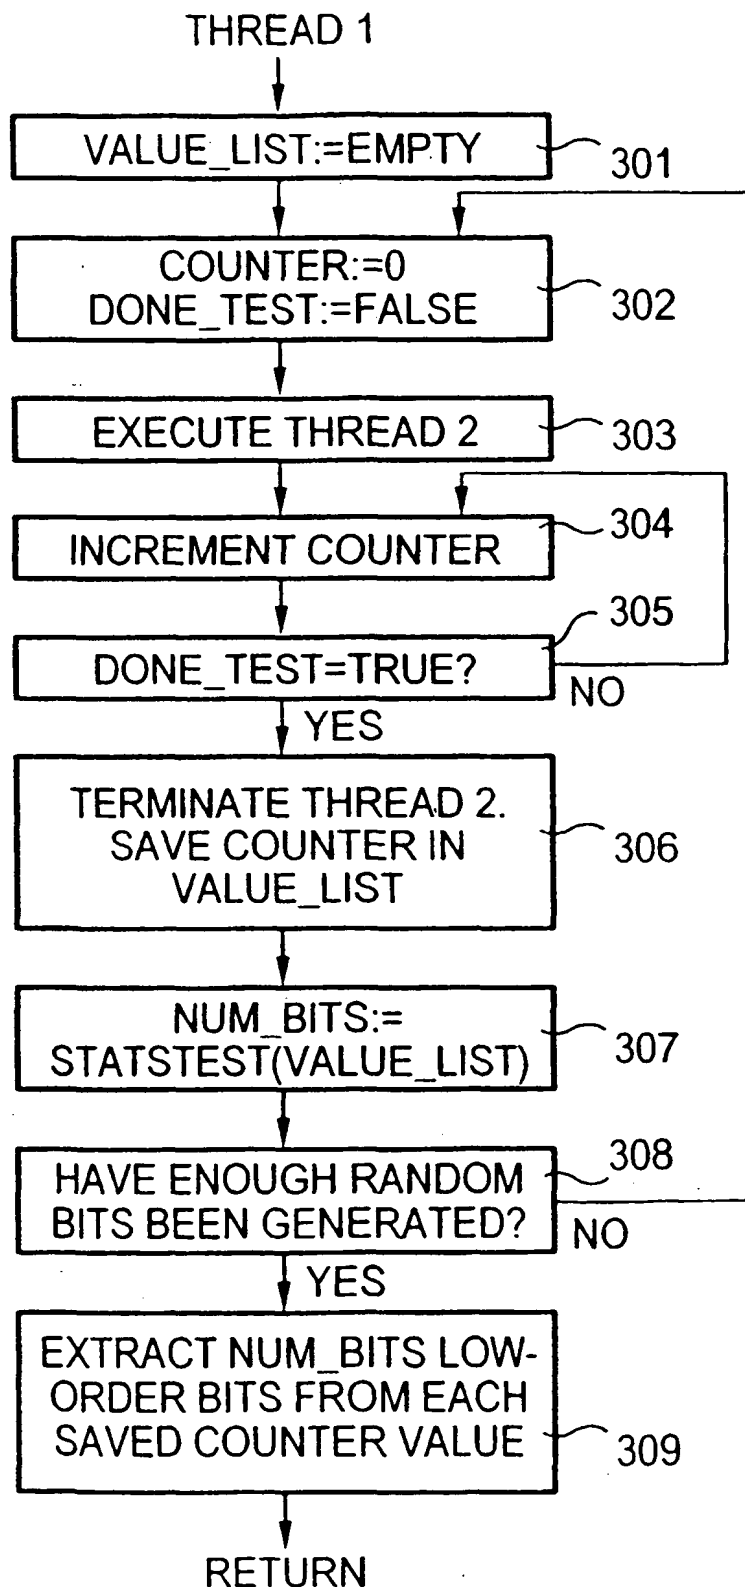 THREAD 1
VALUE_LIST:=EMPTY
301
COUNTER:=0
DONE_TEST:=FALSE
302
EXECUTE THREAD 2
303
INCREMENT COUNTER
304
DONE_TEST=TRUE?
305
NO
YES
TERMINATE THREAD 2.
SAVE COUNTER IN
VALUE_LIST
306
NUM_BITS:=
STATSTEST(VALUE_LIST)
307
HAVE ENOUGH RANDOM
BITS BEEN GENERATED?
308
NO
YES
EXTRACT NUM_BITS LOW-
ORDER BITS FROM EACH
SAVED COUNTER VALUE
309
RETURN